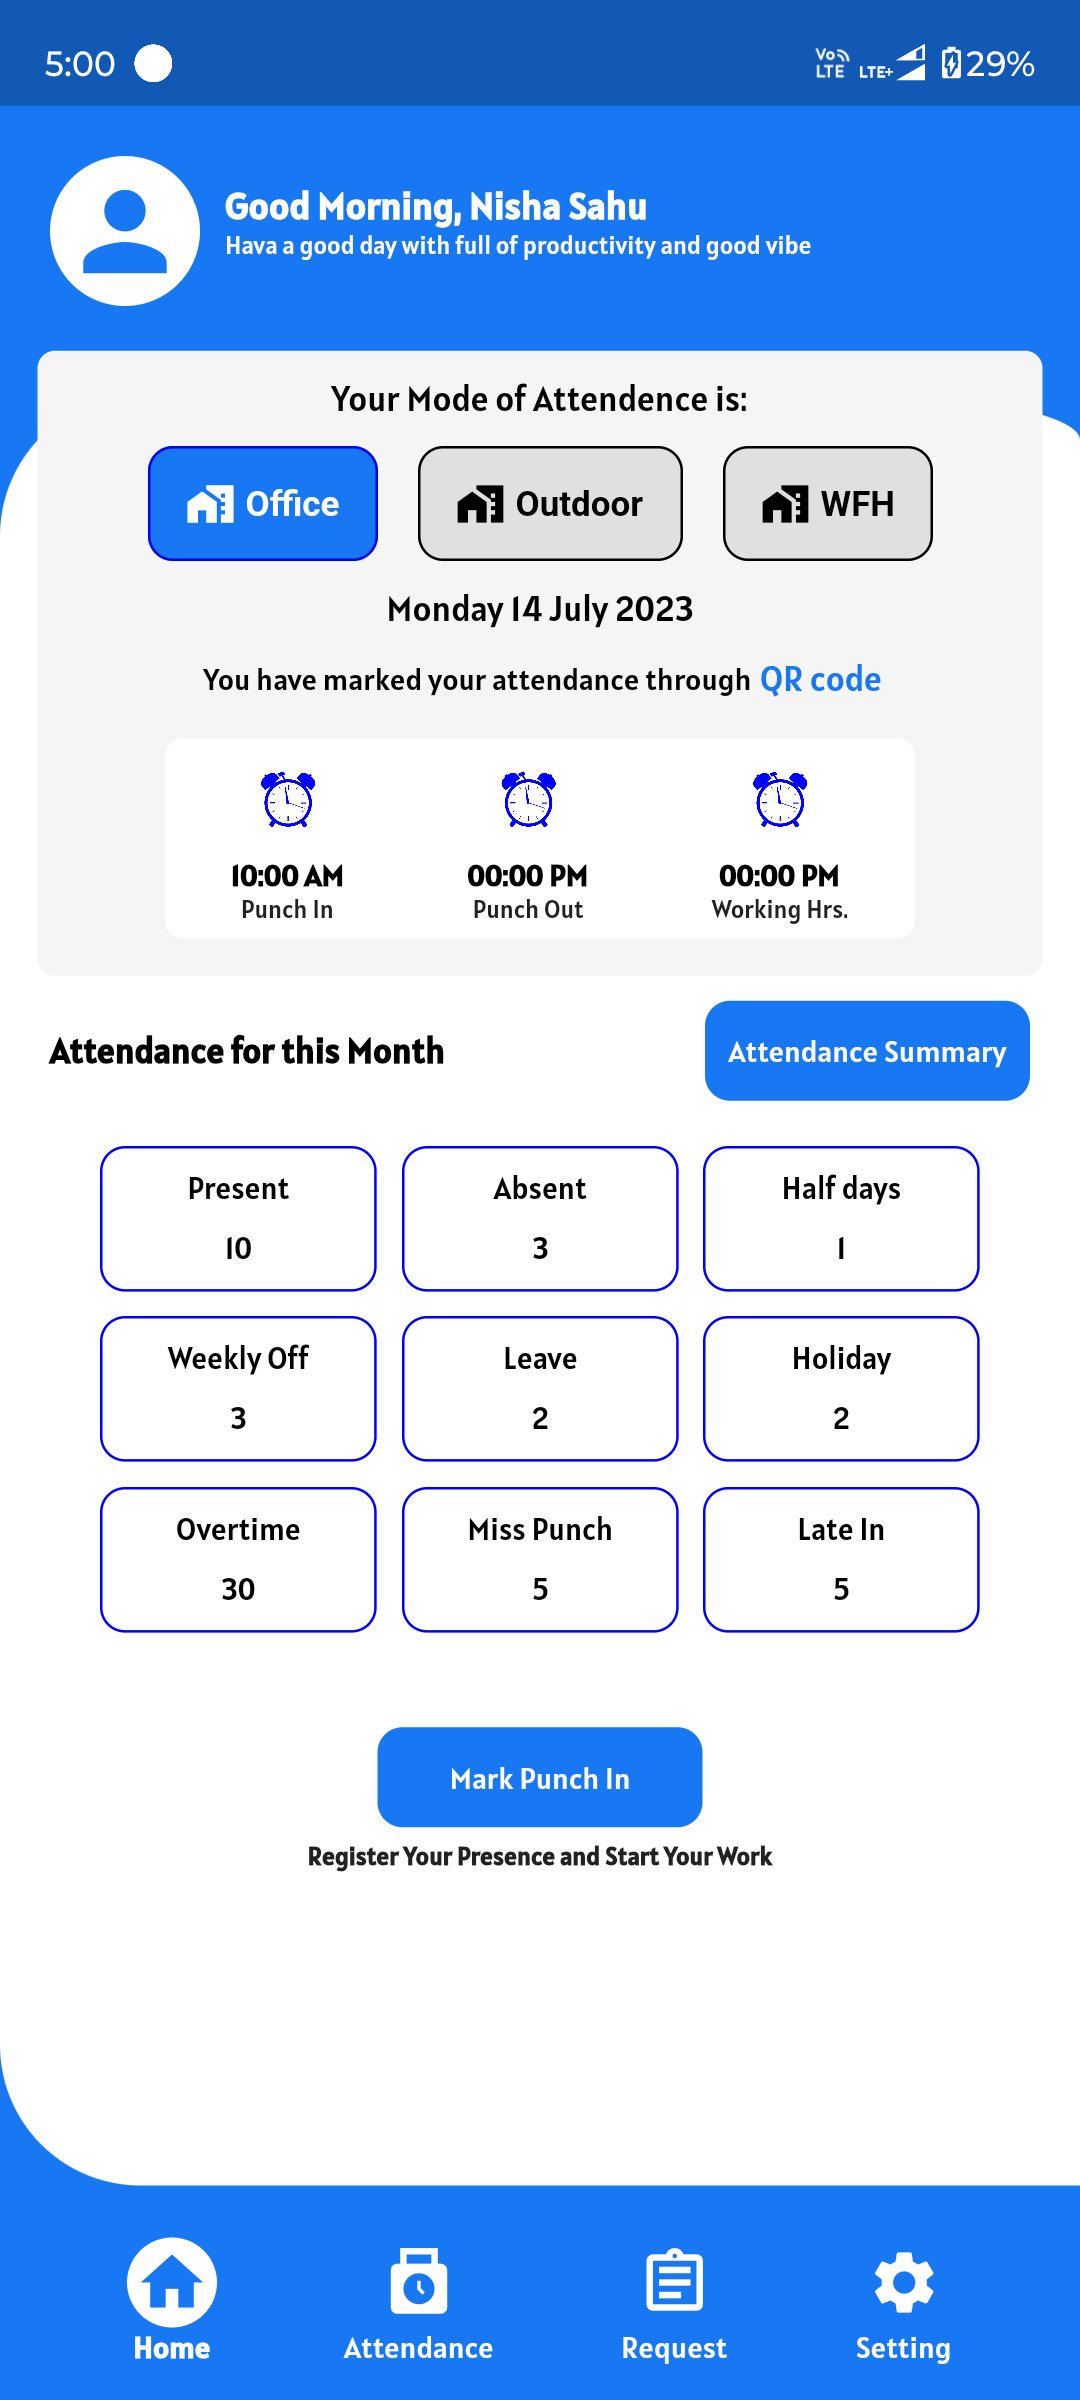 5:00 Vo LTE LTE+ 29%
Good Morning, Nisha Sahu
Hava a good day with full of productivity and good vibe
Your Mode of Attendence is:
Office Outdoor WFH
Monday 14 July 2023
You have marked your attendance through QR code
10:00 AM 00:00 PM 00:00 PM
Punch In Punch Out Working Hrs.
Attendance for this Month Attendance Summary
Present Absent Half days
10 3 1
Weekly Off Leave Holiday
3 2 2
Overtime Miss Punch Late In
30 5 5
Mark Punch In
Register Your Presence and Start Your Work
Home Attendance Request Setting